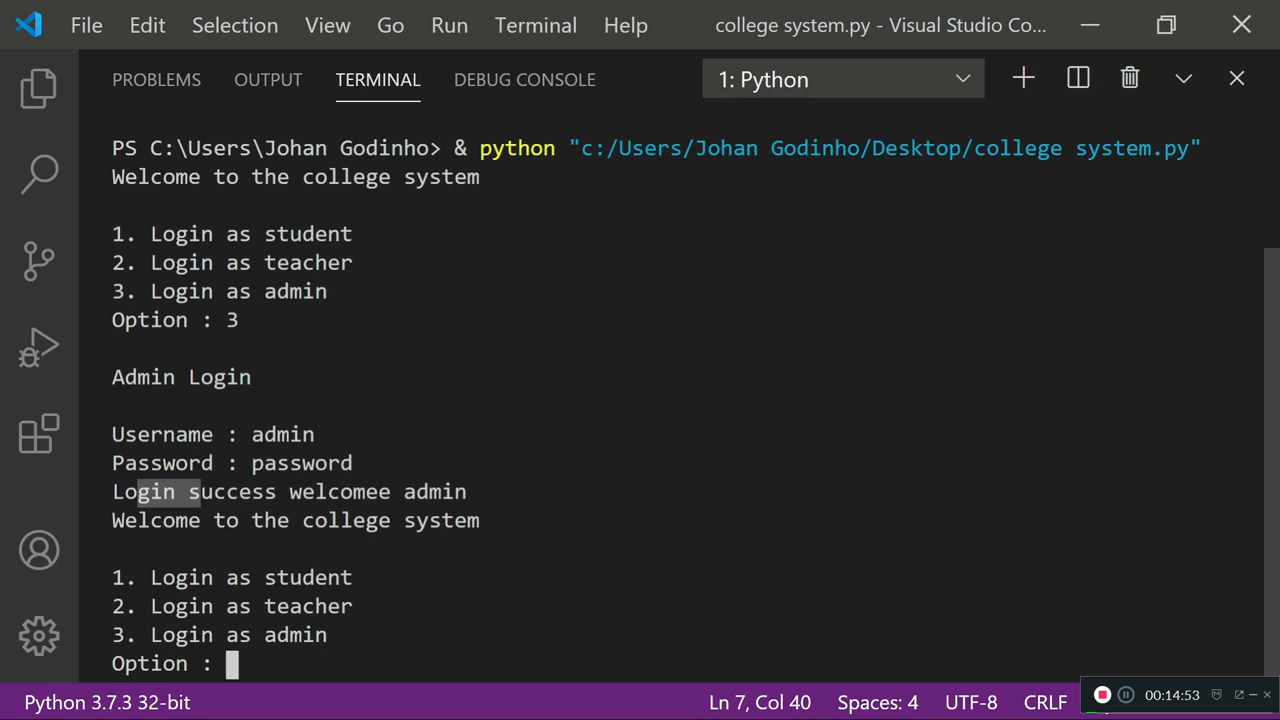 File Edit Selection View Go Run Terminal Help college system.py - Visual Studio Co...
PROBLEMS OUTPUT TERMINAL DEBUG CONSOLE 1: Python
PS C:\Users\Johan Godinho> & python "c:/Users/Johan Godinho/Desktop/college system.py"
Welcome to the college system
1. Login as student
2. Login as teacher
3. Login as admin
Option : 3
Admin Login
Username : admin
Password : password
Login success welcomee admin
Welcome to the college system
1. Login as student
2. Login as teacher
3. Login as admin
Option :
Python 3.7.3 32-bit Ln 7, Col 40 Spaces: 4 UTF-8 CRLF 00:14:53